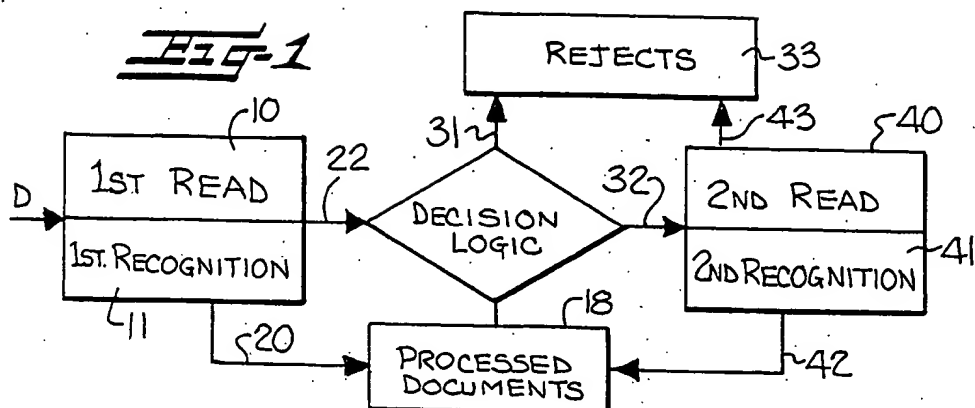 Fig-1
REJECTS
33
10
31
43
40
D
1ST READ
22
32
2ND READ
DECISION
LOGIC
1ST. RECOGNITION
2ND RECOGNITION
41
11
18
20
PROCESSED
DOCUMENTS
42